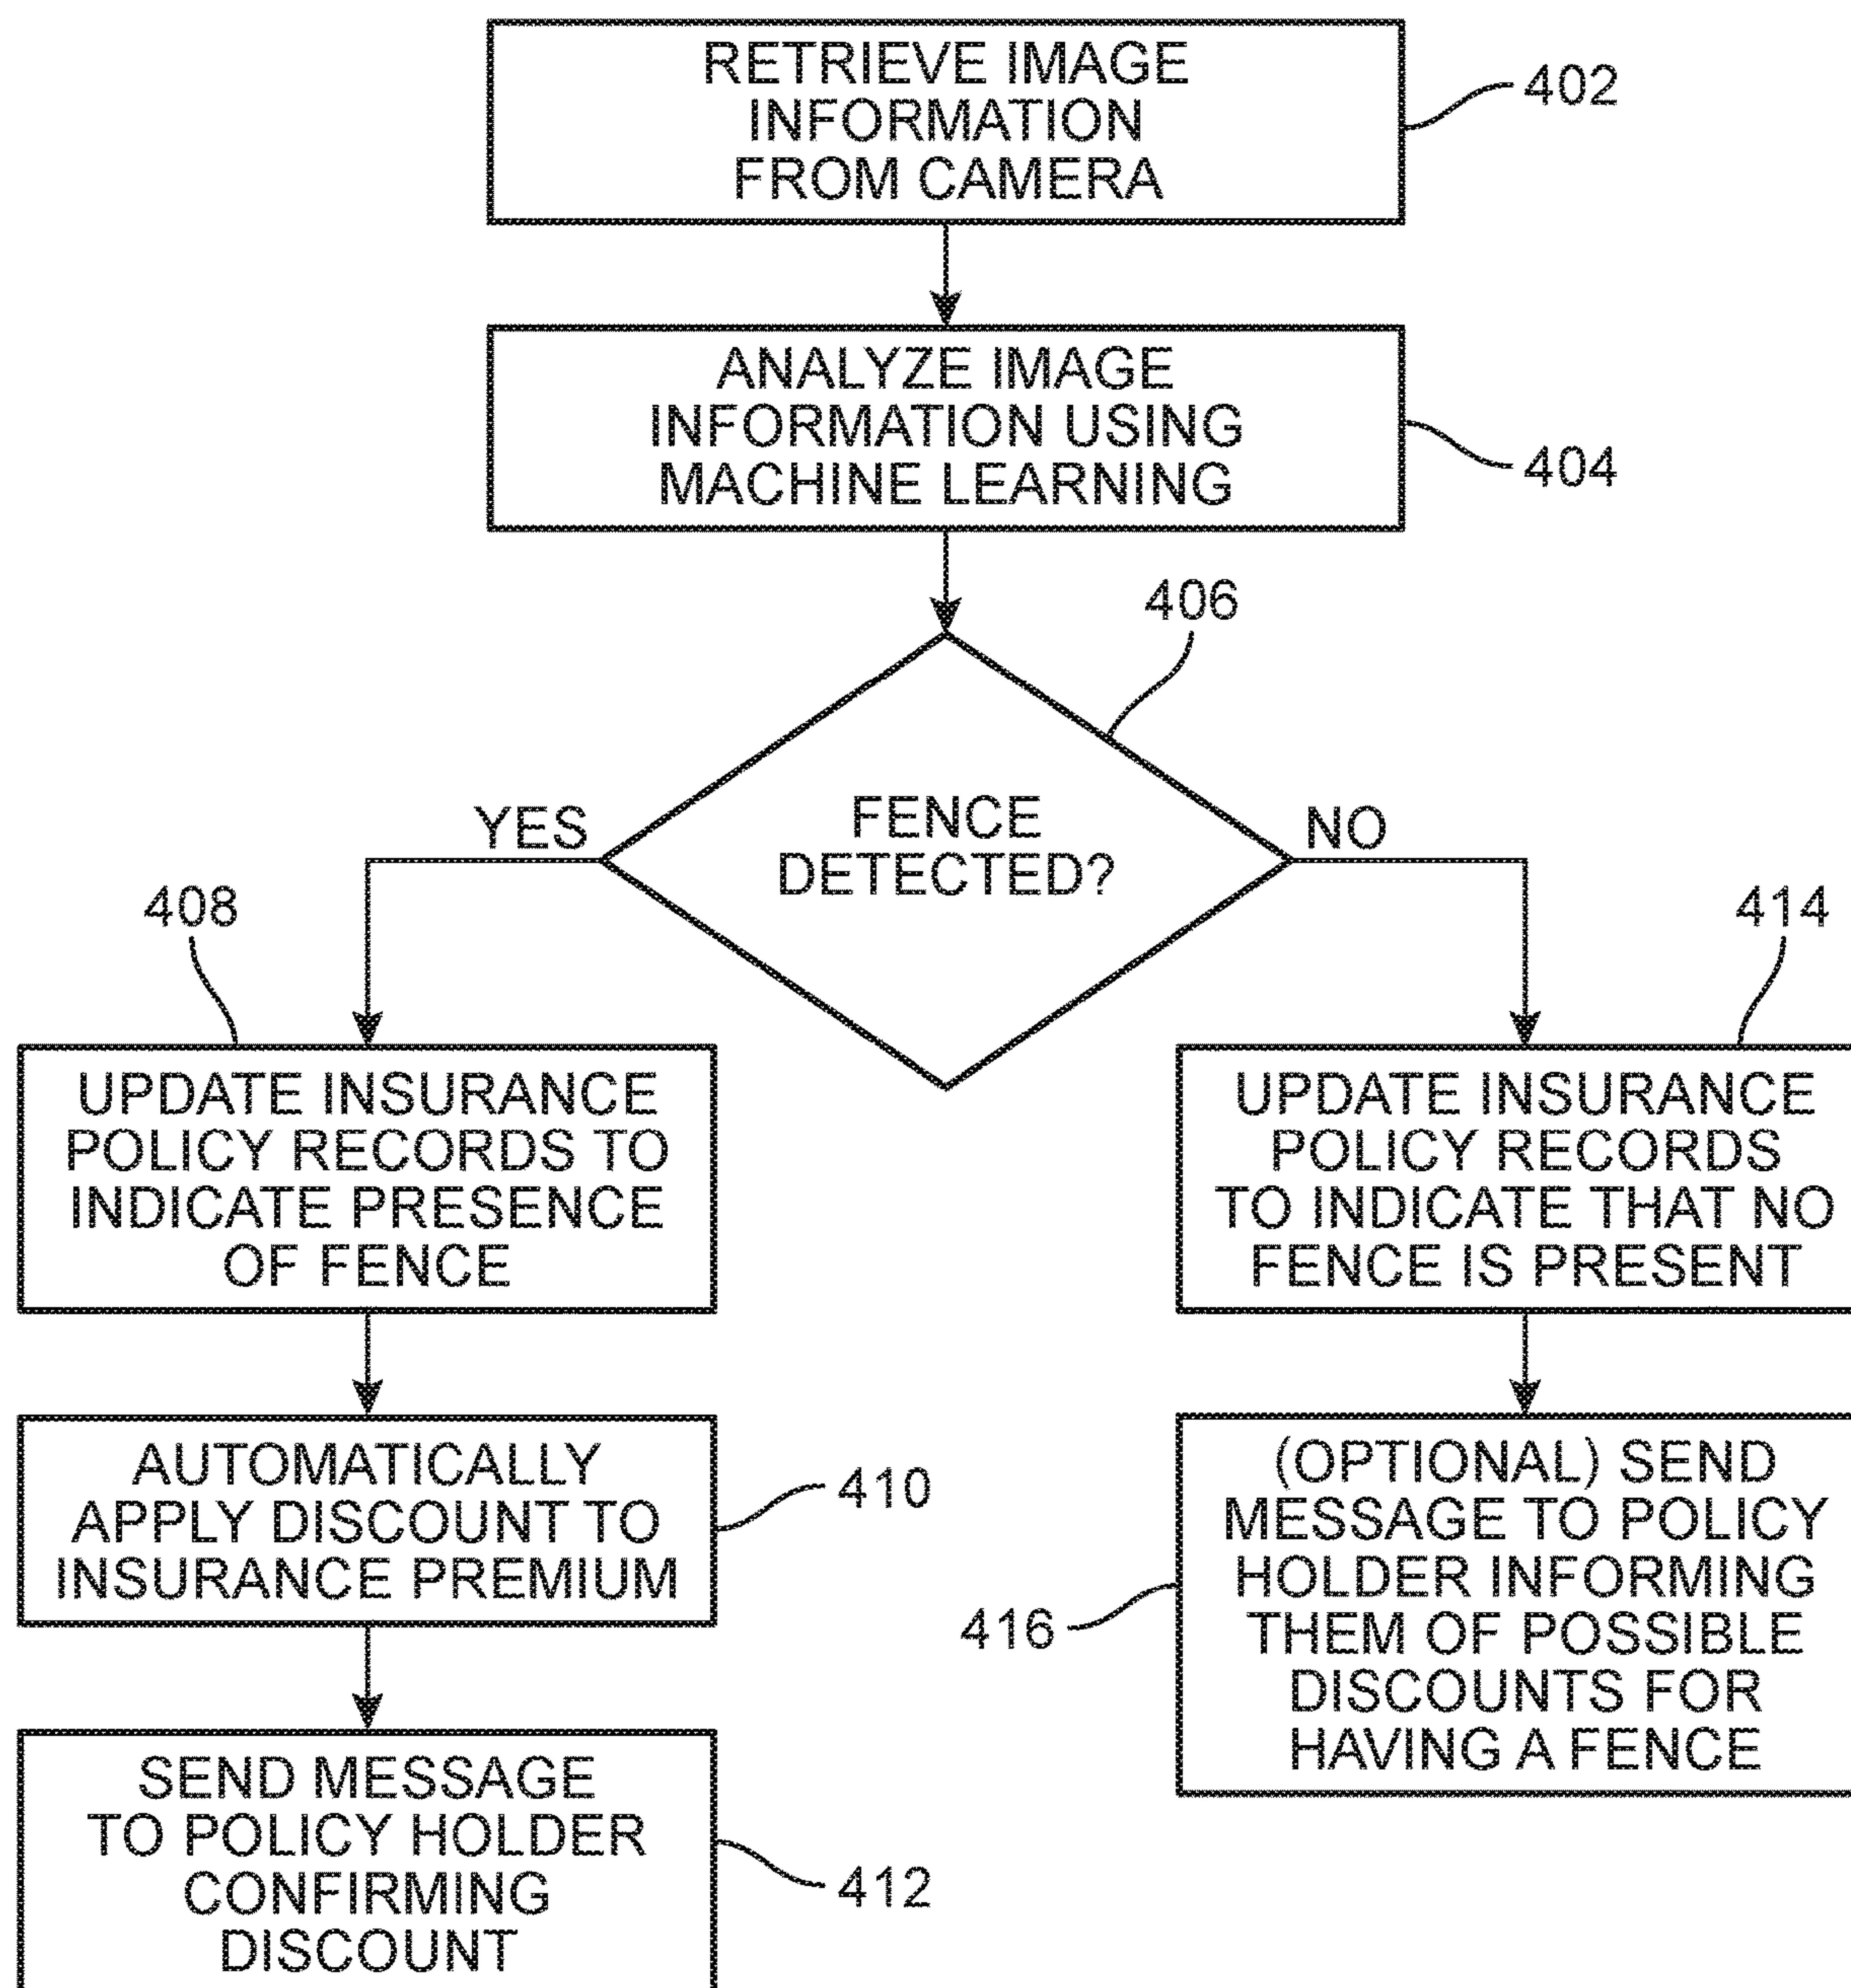 RETRIEVE IMAGE
INFORMATION
FROM CAMERA
402
ANALYZE IMAGE
INFORMATION USING
MACHINE LEARNING
404
406
FENCE
DETECTED?
YES
NO
408
UPDATE INSURANCE
POLICY RECORDS TO
INDICATE PRESENCE
OF FENCE
414
UPDATE INSURANCE
POLICY RECORDS
TO INDICATE THAT NO
FENCE IS PRESENT
AUTOMATICALLY
APPLY DISCOUNT TO
INSURANCE PREMIUM
410
(OPTIONAL) SEND
MESSAGE TO POLICY
HOLDER INFORMING
THEM OF POSSIBLE
DISCOUNTS FOR
HAVING A FENCE
416
SEND MESSAGE
TO POLICY HOLDER
CONFIRMING
DISCOUNT
412